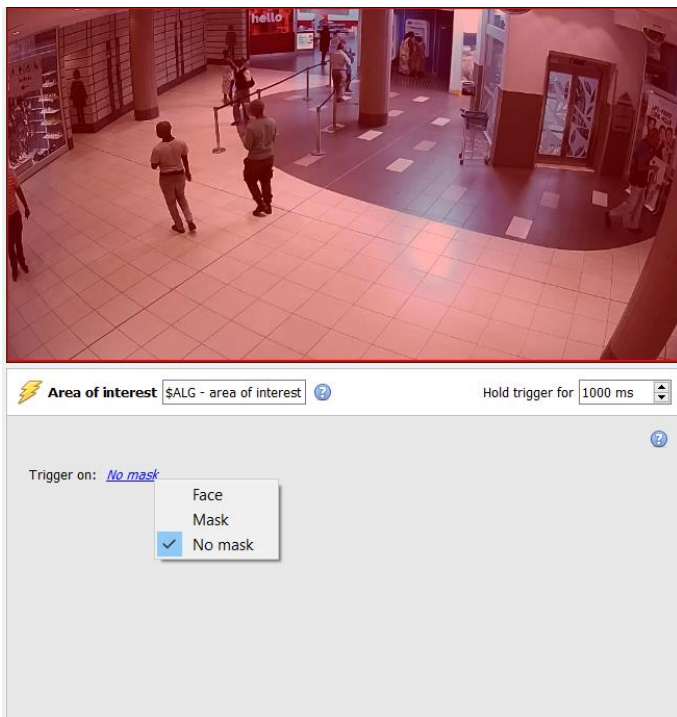 hello
Area of interest $ALG - area of interest Hold trigger for 1000 ms
Trigger on: No mask
Face
Mask
No mask